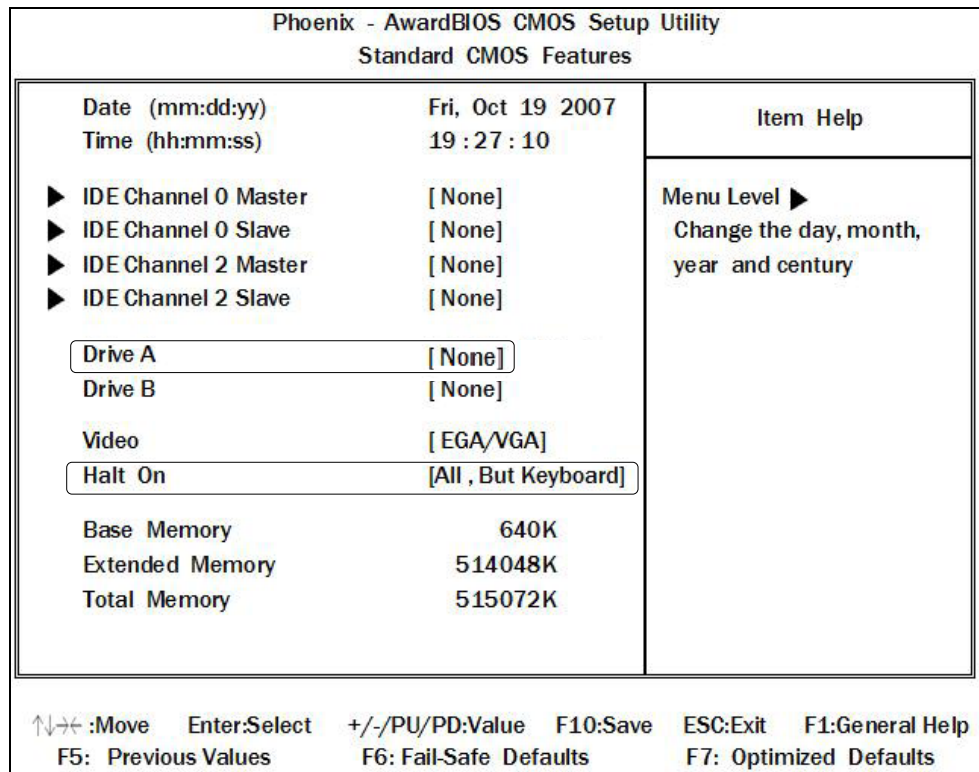 Phoenix - AwardBIOS CMOS Setup Utility
Standard CMOS Features
Date (mm:dd:yy) Fri, Oct 19 2007
Time (hh:mm:ss) 19 : 27 : 10
▶ IDE Channel 0 Master [ None]
▶ IDE Channel 0 Slave [ None]
▶ IDE Channel 2 Master [ None]
▶ IDE Channel 2 Slave [ None]
Drive A [ None]
Drive B [ None]
Video [ EGA/VGA]
Halt On [All , But Keyboard]
Base Memory 640K
Extended Memory 514048K
Total Memory 515072K
Item Help
Menu Level ▶
Change the day, month,
year and century
↑↓→← :Move Enter:Select +/-/PU/PD:Value F10:Save ESC:Exit F1:General Help
F5: Previous Values F6: Fail-Safe Defaults F7: Optimized Defaults